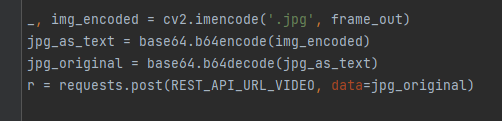 _, img_encoded = cv2.imencode('.jpg', frame_out)
jpg_as_text = base64.b64encode(img_encoded)
jpg_original = base64.b64decode(jpg_as_text)
r = requests.post(REST_API_URL_VIDEO, data=jpg_original)